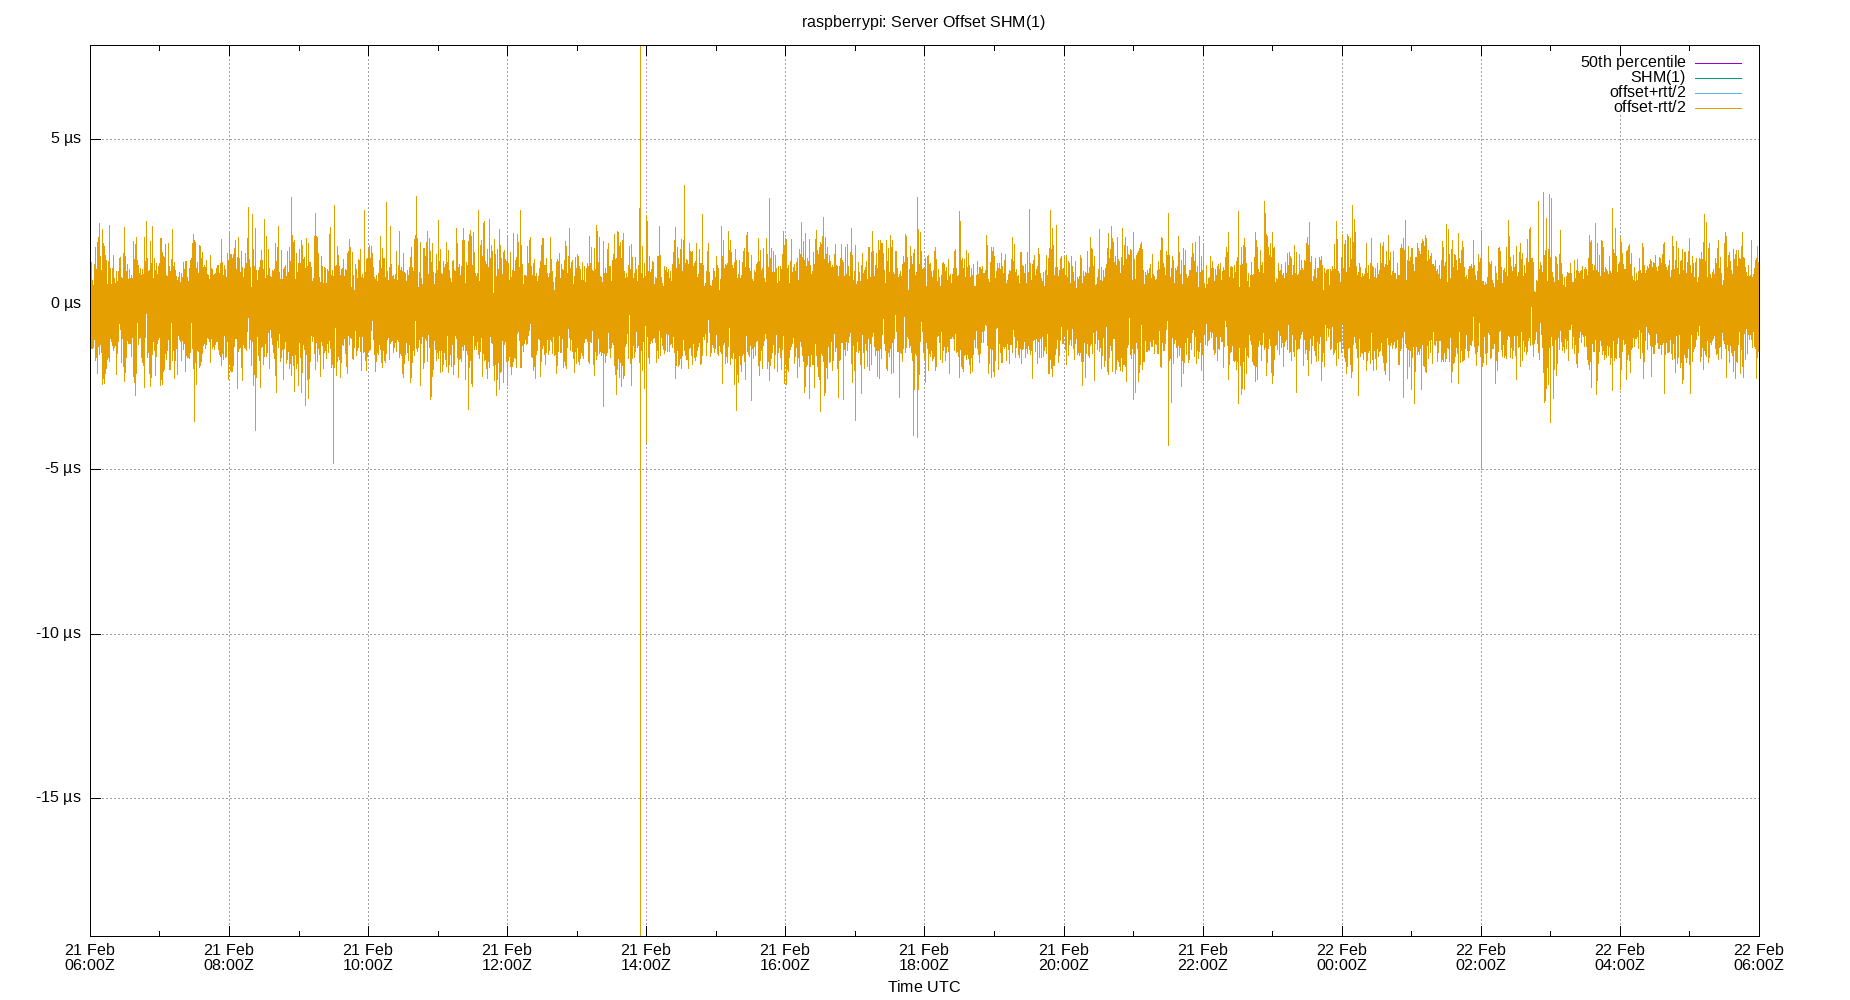 raspberrypi: Server Offset SHM(1)
50th percentile
SHM(1)
offset+rtt/2
offset-rtt/2
5 µs
0 µs
-5 µs
-10 µs
-15 µs
21 Feb 21 Feb 21 Feb 21 Feb 21 Feb 21 Feb 21 Feb 21 Feb 21 Feb 22 Feb 22 Feb 22 Feb 22 Feb
06:00Z 08:00Z 10:00Z 12:00Z 14:00Z 16:00Z 18:00Z 20:00Z 22:00Z 00:00Z 02:00Z 04:00Z 06:00Z
Time UTC